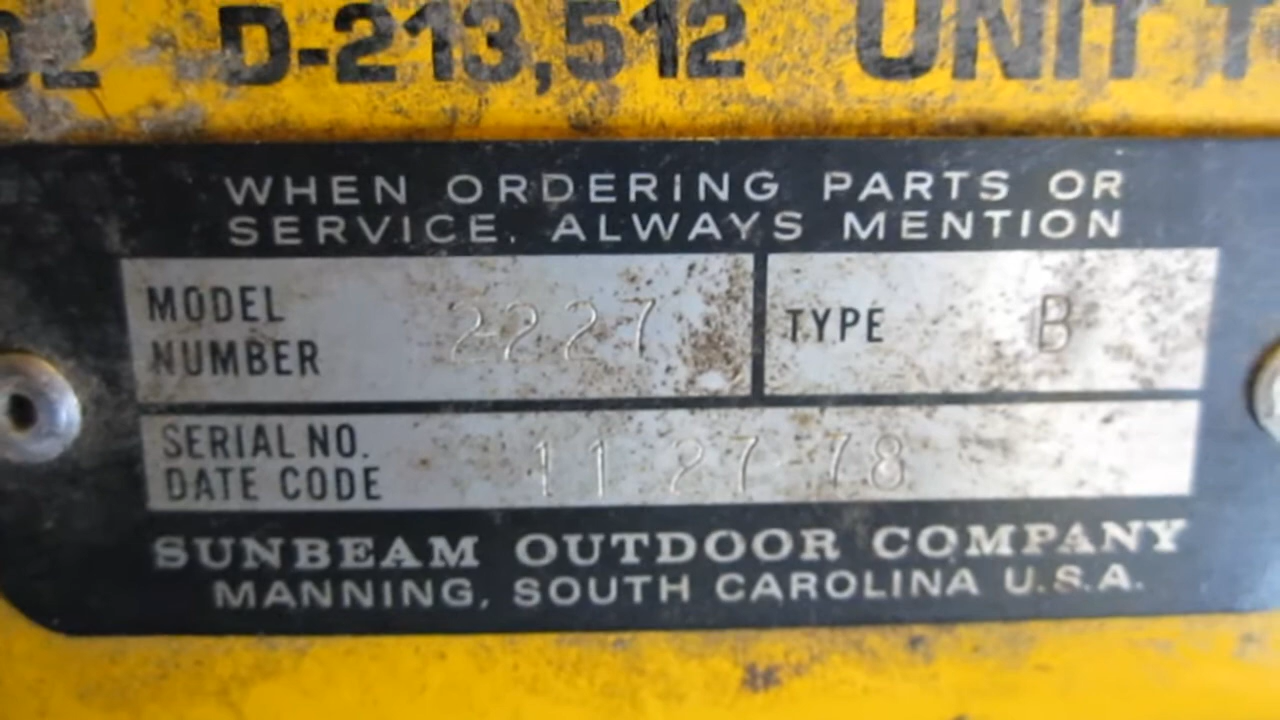 02 D-213,512 UNIT
WHEN ORDERING PARTS OR
SERVICE, ALWAYS MENTION
MODEL
NUMBER 2227 TYPE B
SERIAL NO.
DATE CODE 11 27 78
SUNBEAM OUTDOOR COMPANY
MANNING, SOUTH CAROLINA U.S.A.